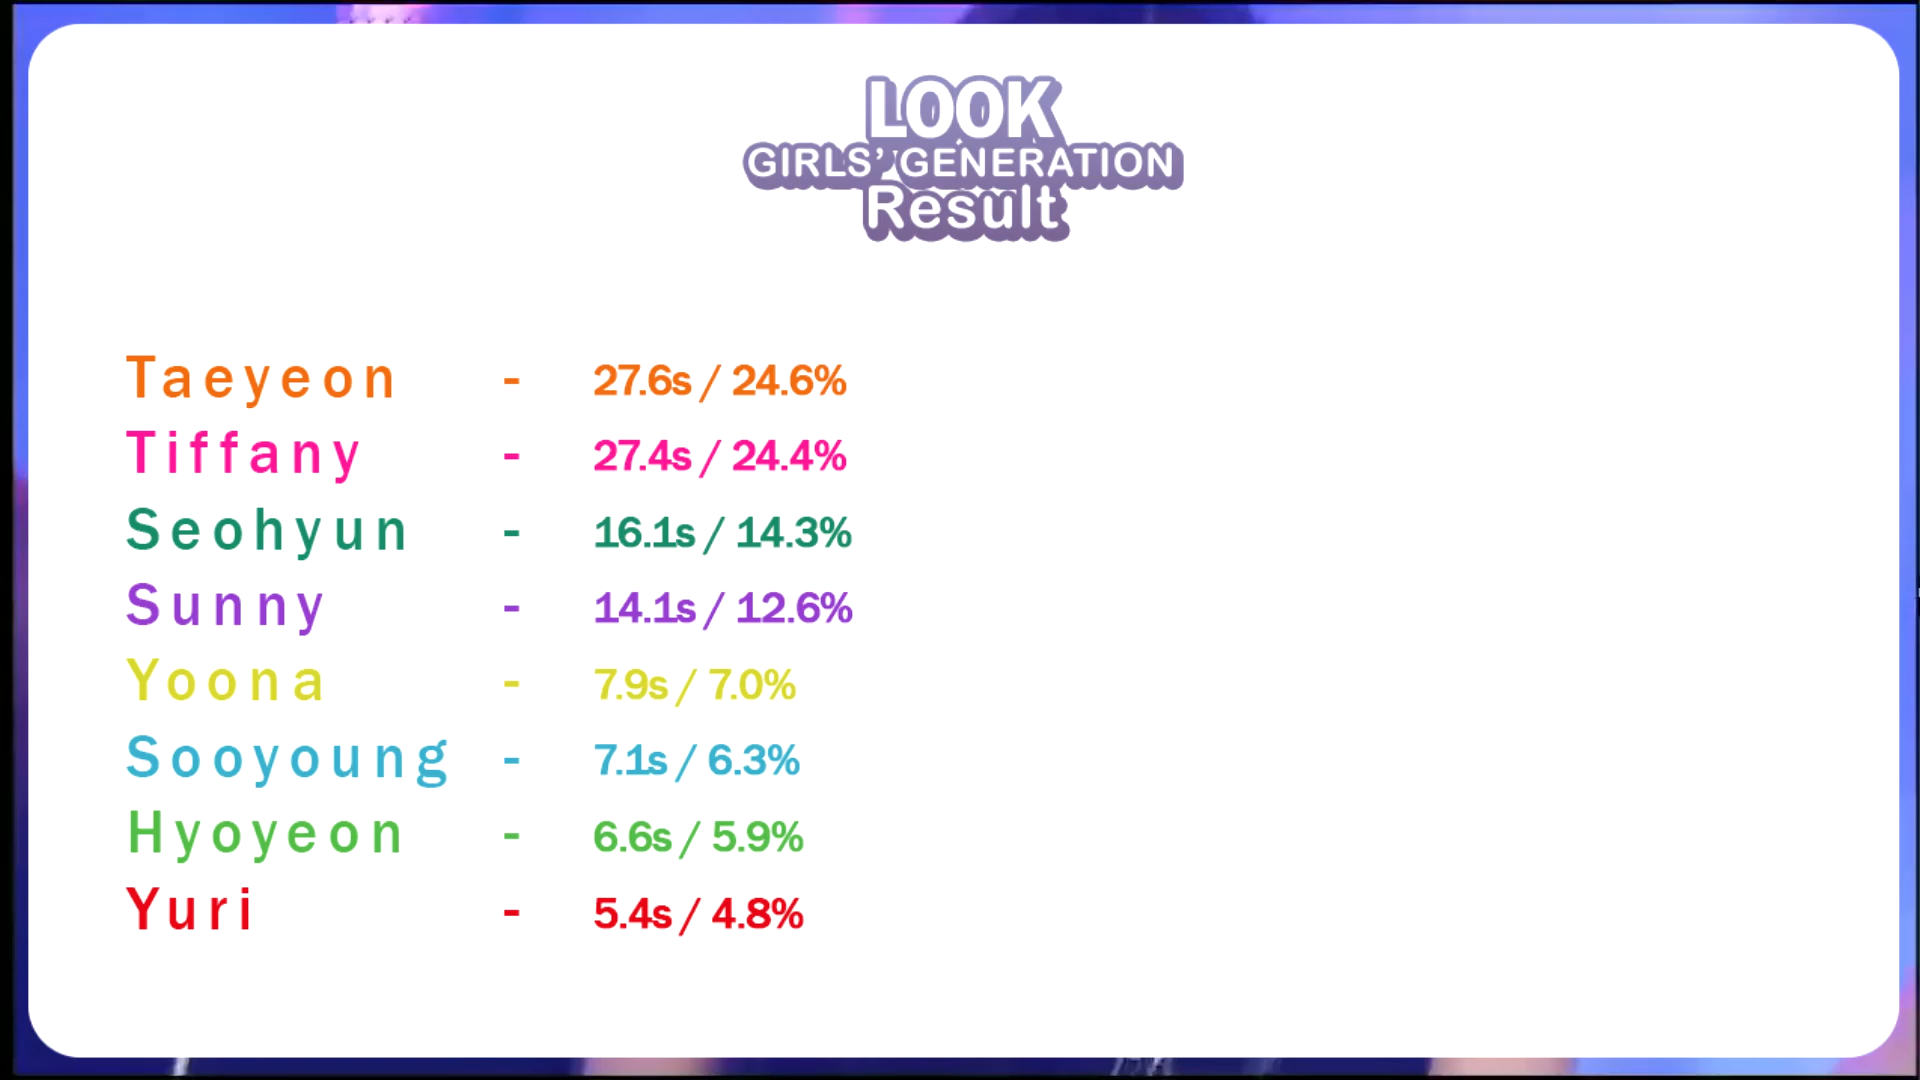 LOOK
GIRLS' GENERATION
Result
Taeyeon - 27.6s / 24.6%
Tiffany - 27.4s / 24.4%
Seohyun - 16.1s / 14.3%
Sunny - 14.1s / 12.6%
Yoona - 7.9s / 7.0%
Sooyoung - 7.1s / 6.3%
Hyoyeon - 6.6s / 5.9%
Yuri - 5.4s / 4.8%